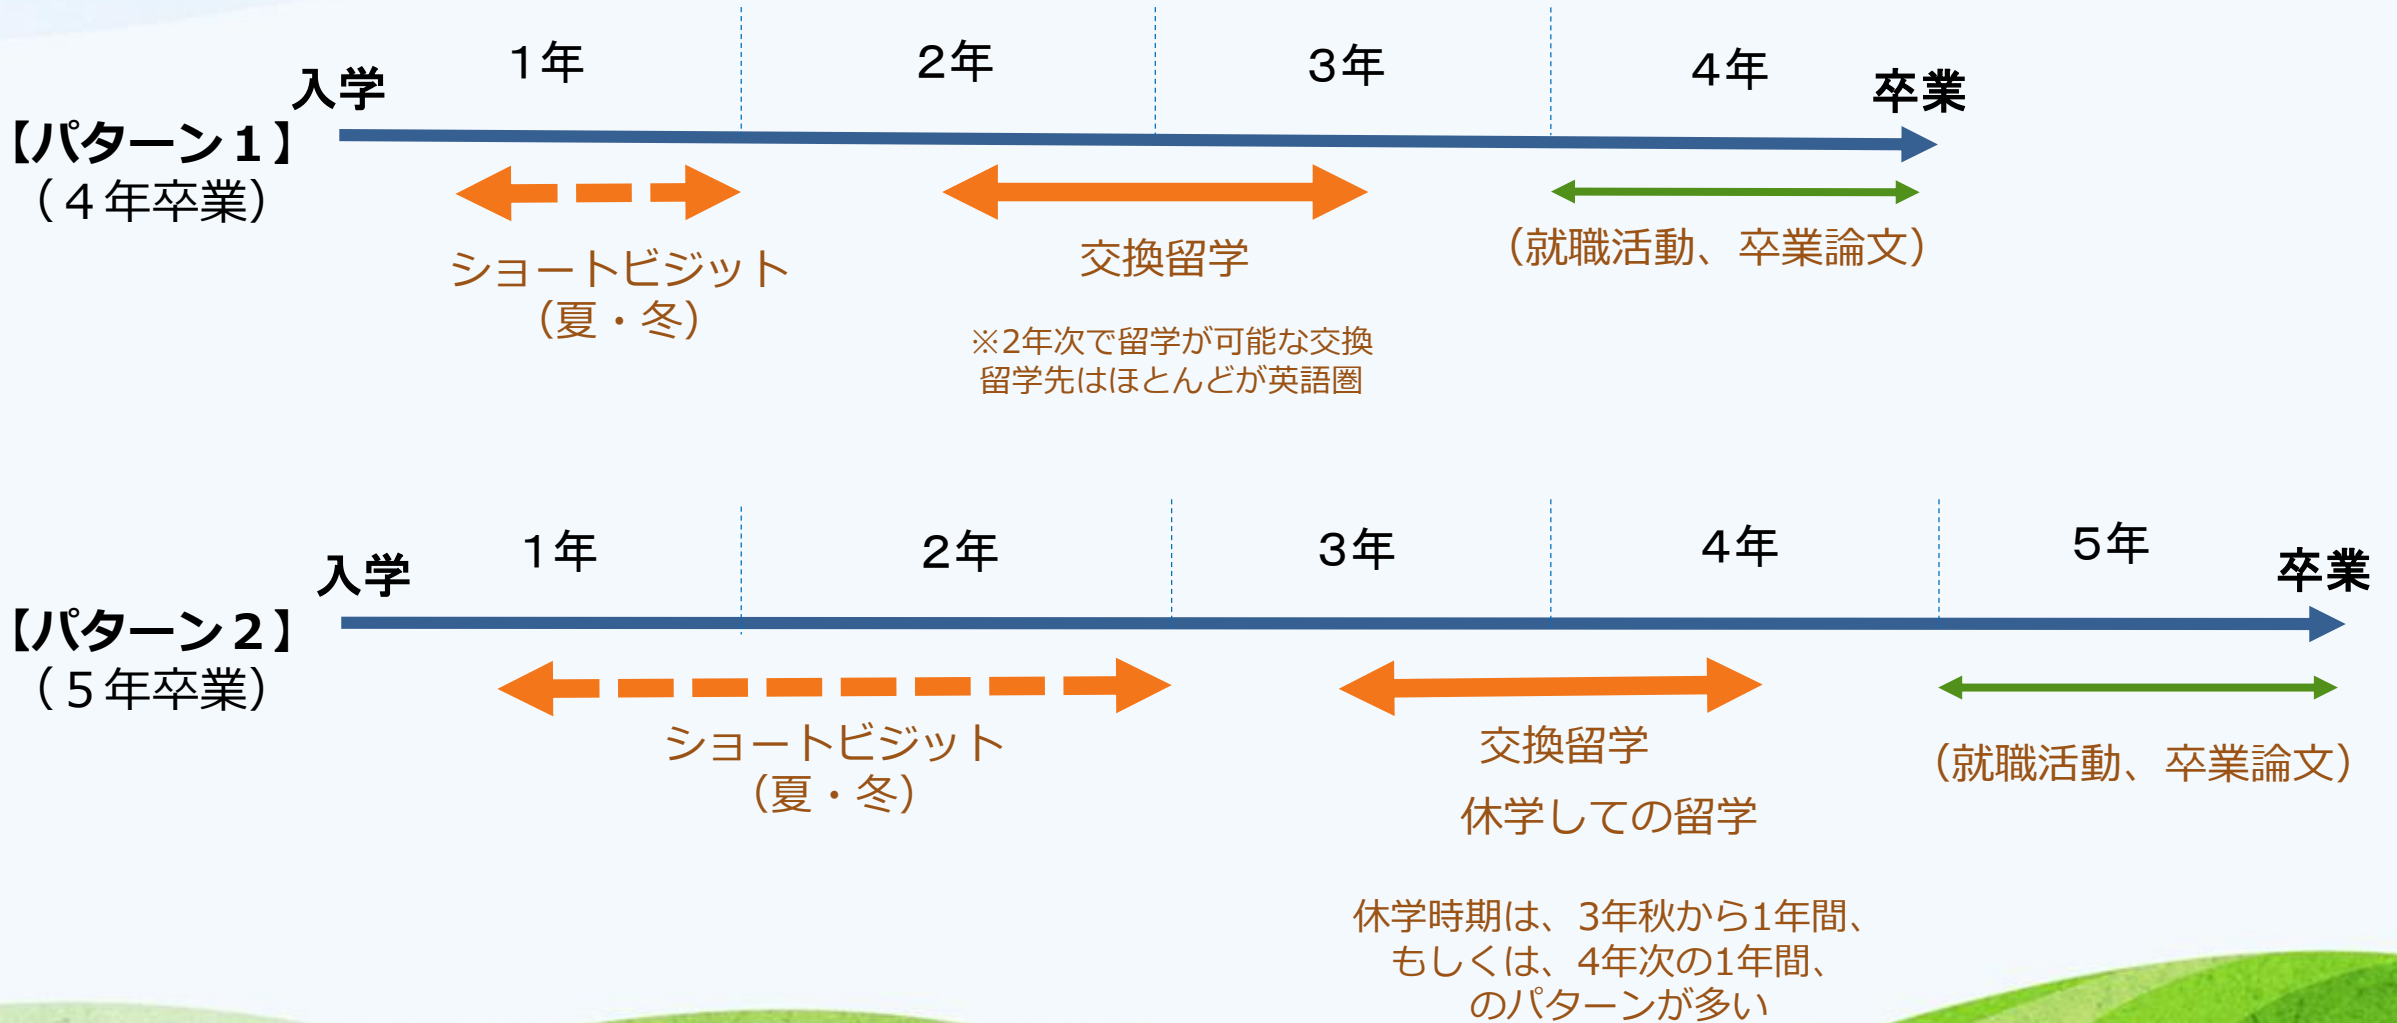 1年
2年
3年
4年
入学
卒業
【パターン1】
（4年卒業）
ショートビジット
（夏・冬）
交換留学
（就職活動、卒業論文）
※2年次で留学が可能な交換
留学先はほとんどが英語圏
1年
2年
3年
4年
5年
入学
卒業
【パターン2】
（5年卒業）
ショートビジット
（夏・冬）
交換留学
休学しての留学
（就職活動、卒業論文）
休学時期は、3年秋から1年間、
もしくは、4年次の1年間、
のパターンが多い